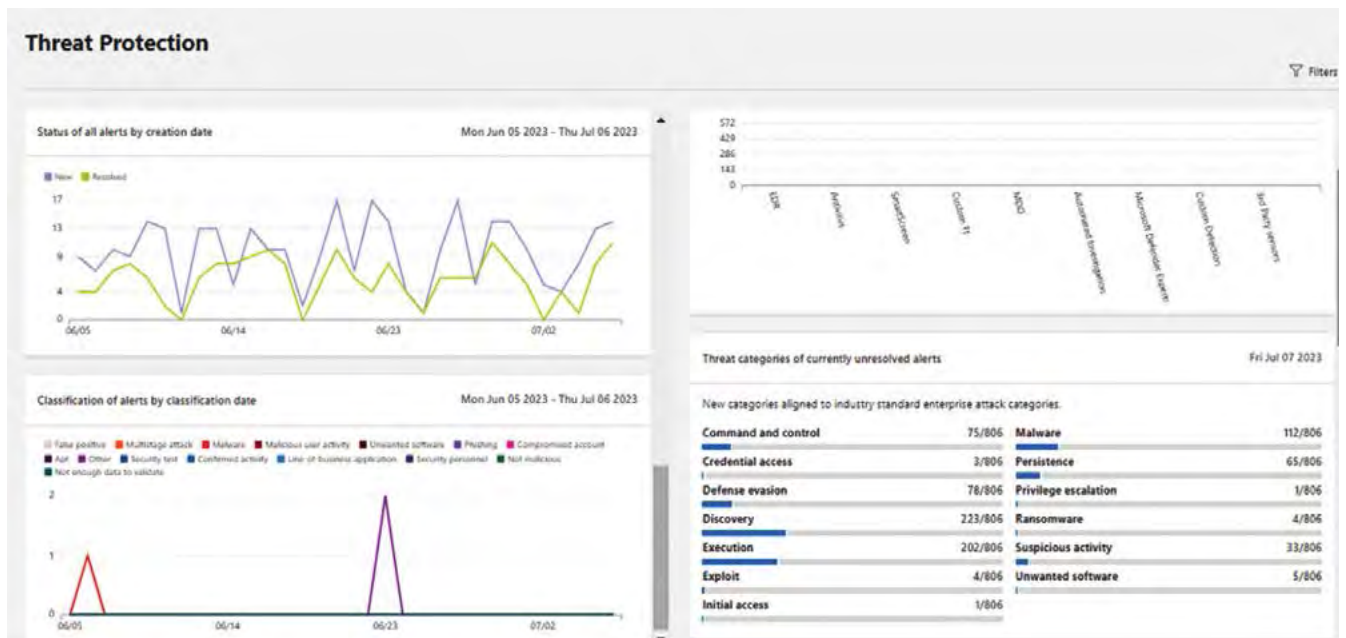 Threat Protection
Filters
Status of all alerts by creation date Mon Jun 05 2023 - Thu Jul 06 2023
New Resolved
17
13
9
4
0
06/05 06/14 06/23 07/02
Classification of alerts by classification date Mon Jun 05 2023 - Thu Jul 06 2023
False positive Multistage attack Malware Malicious user activity Unwanted software Phishing Compromised account
Apt Other Security test Confirmed activity Line-of-business application Security personnel Not malicious
Not enough data to validate
2
1
0
06/05 06/14 06/23 07/02
572
429
286
143
0
EDR Antivirus SmartScreen Custom TI MDO Automated investigation Microsoft Defender Experts Custom Detection 3rd Party sensors
Threat categories of currently unresolved alerts Fri Jul 07 2023
New categories aligned to industry standard enterprise attack categories.
Command and control 75/806 Malware 112/806
Credential access 3/806 Persistence 65/806
Defense evasion 78/806 Privilege escalation 1/806
Discovery 223/806 Ransomware 4/806
Execution 202/806 Suspicious activity 33/806
Exploit 4/806 Unwanted software 5/806
Initial access 1/806